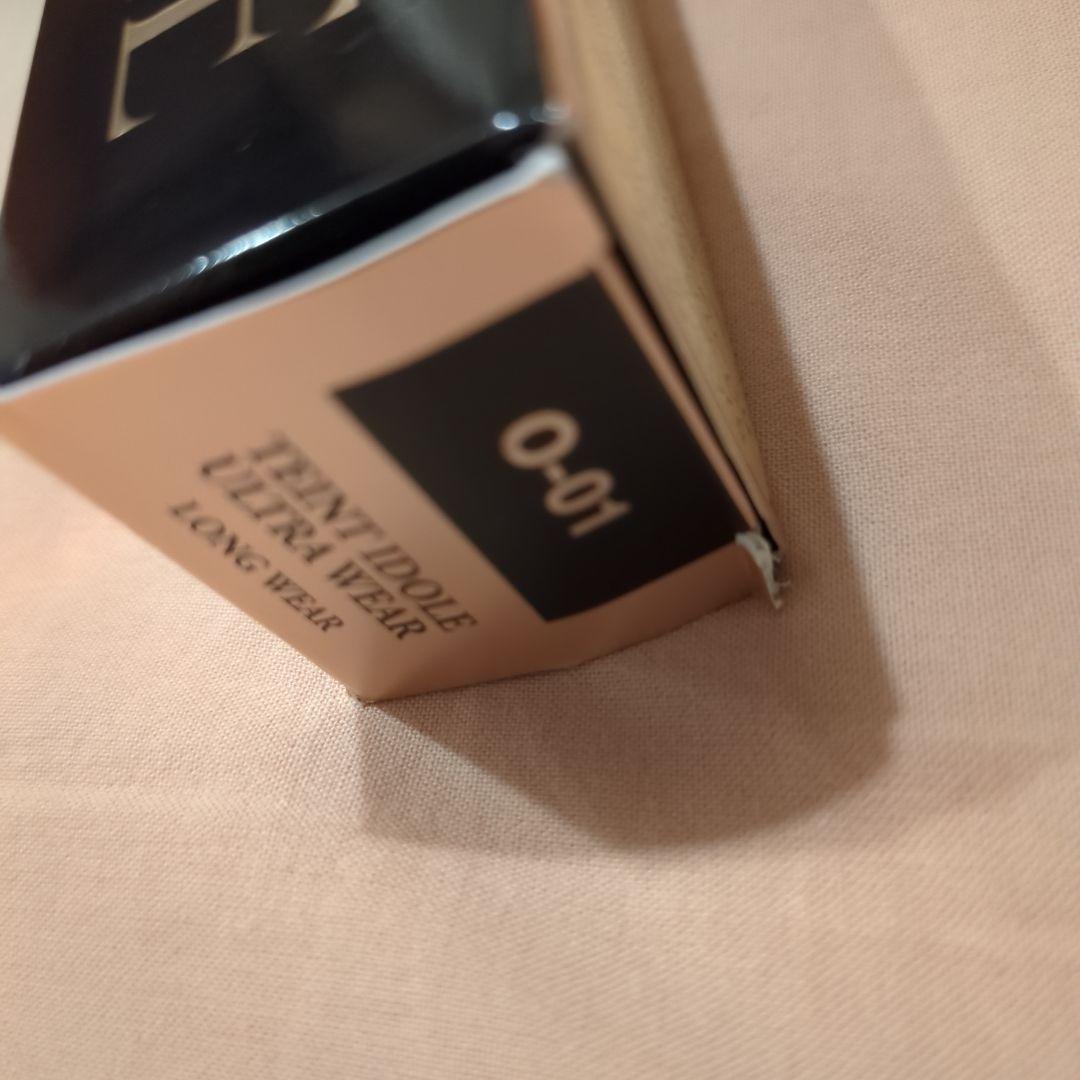 O-01
TEINT IDOLE
ULTRA WEAR
LONG WEAR